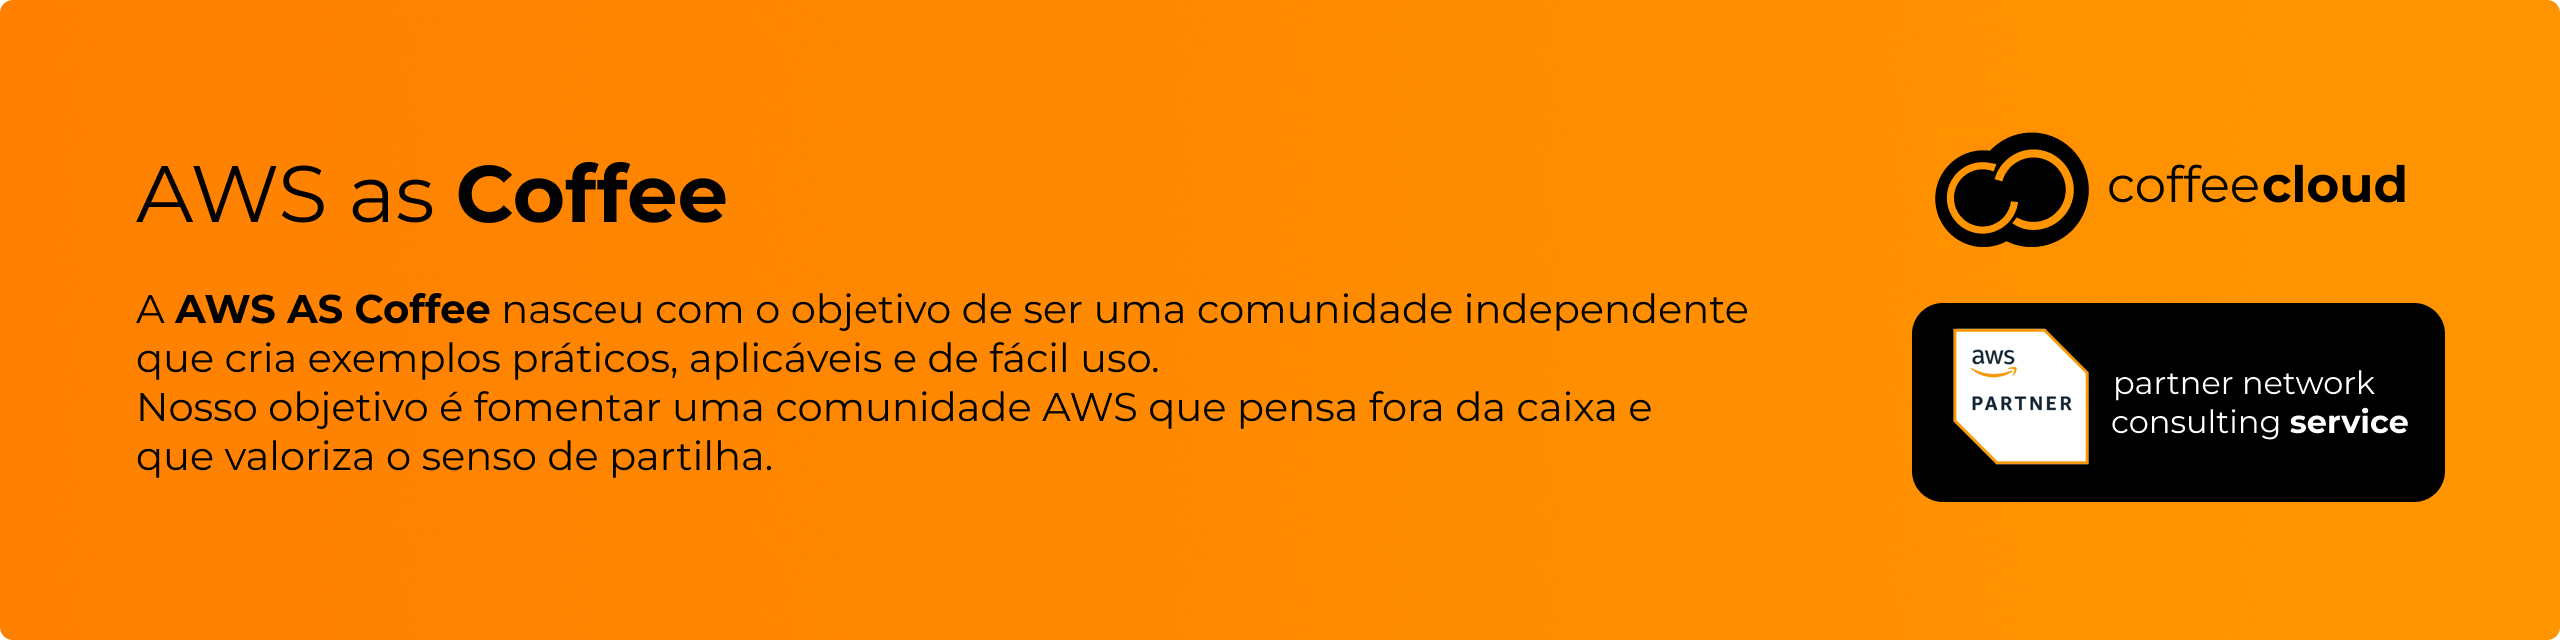 AWS as Coffee
A AWS AS Coffee nasceu com o objetivo de ser uma comunidade independente
que cria exemplos práticos, aplicáveis e de fácil uso.
Nosso objetivo é fomentar uma comunidade AWS que pensa fora da caixa e
que valoriza o senso de partilha.
coffeecloud
aws
PARTNER
partner network
consulting service